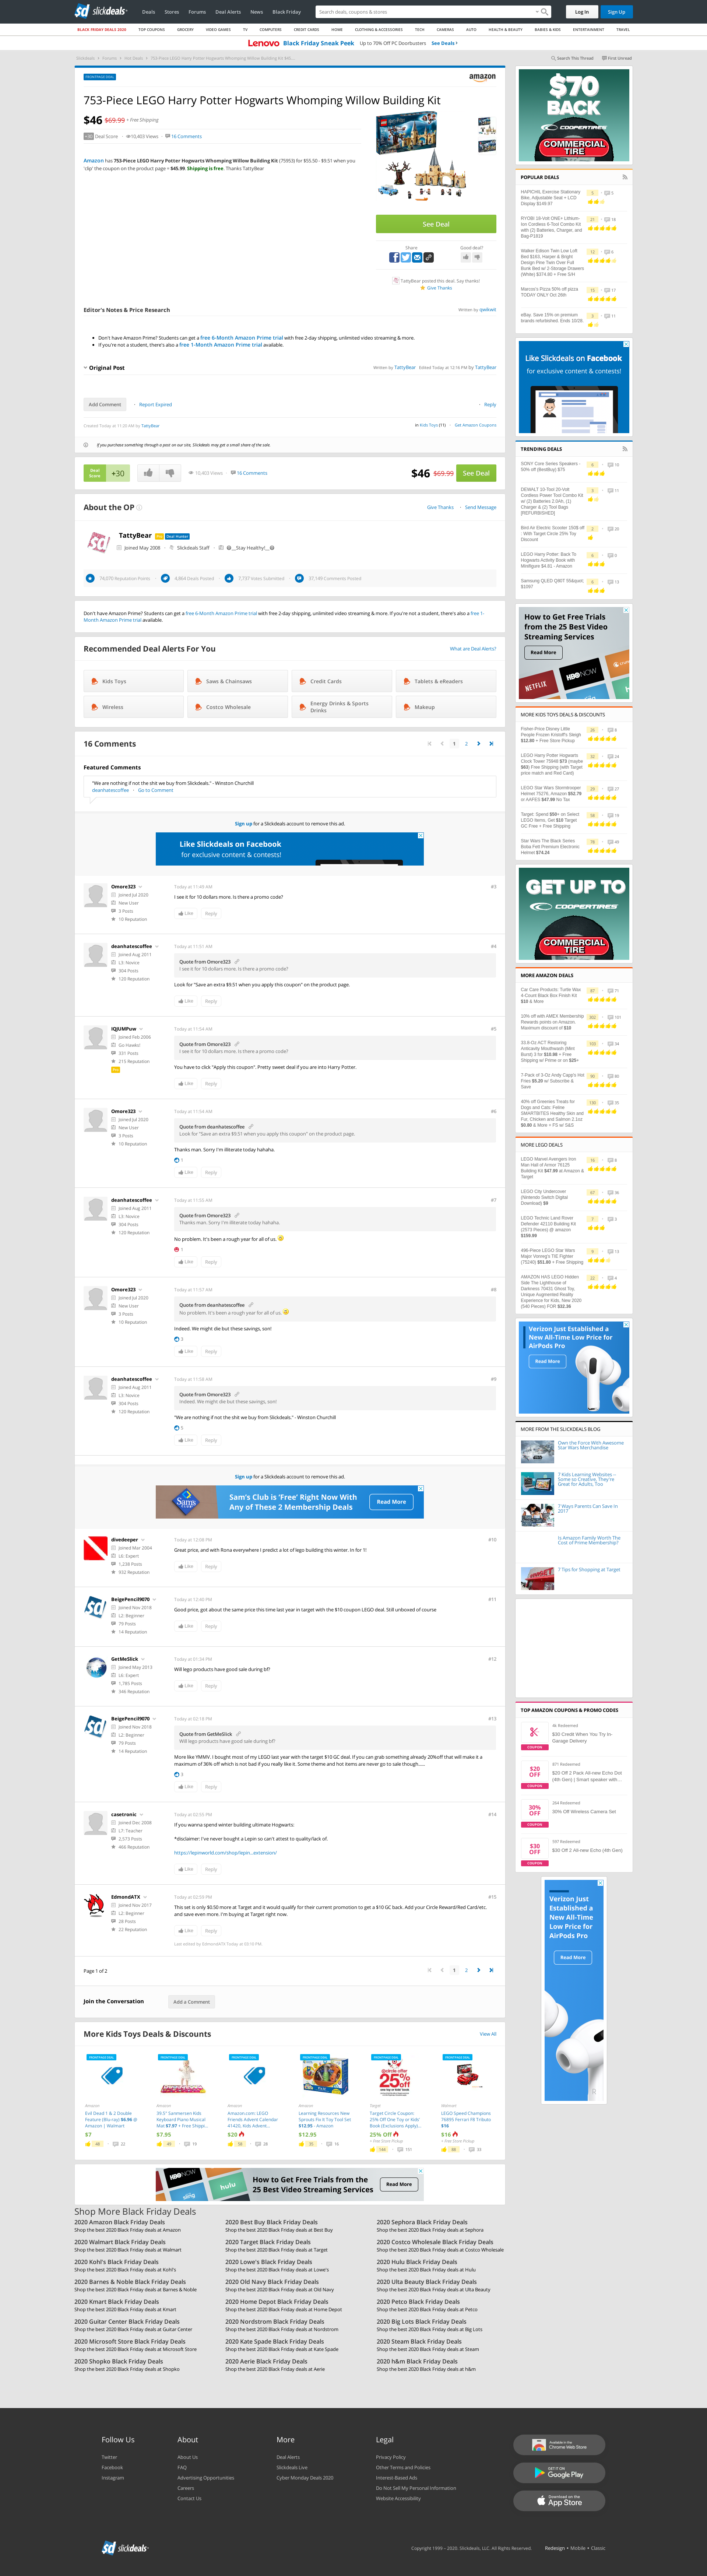 slickdeals
Deals Stores Forums Deal Alerts News Black Friday
Search deals, coupons & stores
Log In Sign Up
BLACK FRIDAY DEALS 2020 TOP COUPONS GROCERY VIDEO GAMES TV COMPUTERS CREDIT CARDS HOME CLOTHING & ACCESSORIES TECH CAMERAS AUTO HEALTH & BEAUTY BABIES & KIDS ENTERTAINMENT TRAVEL
Lenovo Black Friday Sneak Peek Up to 70% Off PC Doorbusters See Deals
Slickdeals > Forums > Hot Deals > 753-Piece LEGO Harry Potter Hogwarts Whomping Willow Building Kit $46...
Search This Thread First Unread
FRONTPAGE DEAL
amazon
753-Piece LEGO Harry Potter Hogwarts Whomping Willow Building Kit
$46 $69.99 + Free Shipping
+30 Deal Score 10,403 Views 16 Comments
Amazon has 753-Piece LEGO Harry Potter Hogwarts Whomping Willow Building Kit (75953) for $55.50 - $9.51 when you
'clip' the coupon on the product page = $45.99. Shipping is free. Thanks TattyBear
See Deal
Share Good deal?
TattyBear posted this deal. Say thanks!
Give Thanks
Editor's Notes & Price Research
Written by qwikwit
Don't have Amazon Prime? Students can get a free 6-Month Amazon Prime trial with free 2-day shipping, unlimited video streaming & more.
If you're not a student, there's also a free 1-Month Amazon Prime trial available.
Original Post
Written by TattyBear Edited Today at 12:16 PM by TattyBear
Add Comment Report Expired Reply
Created Today at 11:20 AM by TattyBear
in Kids Toys (11) Get Amazon Coupons
If you purchase something through a post on our site, Slickdeals may get a small share of the sale.
Deal Score +30 10,403 Views 16 Comments $46 $69.99 See Deal
About the OP
Give Thanks Send Message
TattyBear Pro Deal Hunter
Joined May 2008 Slickdeals Staff @__Stay Healthy!__@
74,070 Reputation Points 4,864 Deals Posted 7,737 Votes Submitted 37,149 Comments Posted
Don't have Amazon Prime? Students can get a free 6-Month Amazon Prime trial with free 2-day shipping, unlimited video streaming & more. If you're not a student, there's also a free 1-
Month Amazon Prime trial available.
Recommended Deal Alerts For You
What are Deal Alerts?
Kids Toys Saws & Chainsaws Credit Cards Tablets & eReaders
Wireless Costco Wholesale Energy Drinks & Sports Drinks Makeup
16 Comments
1 2
Featured Comments
"We are nothing if not the shit we buy from Slickdeals." - Winston Churchill
deanhatescoffee Go to Comment
Sign up for a Slickdeals account to remove this ad.
Like Slickdeals on Facebook
for exclusive content & contests!
Omore323
Joined Jul 2020
New User
3 Posts
10 Reputation
Today at 11:49 AM #3
I see it for 10 dollars more. Is there a promo code?
Like Reply
deanhatescoffee
Joined Aug 2011
L3: Novice
304 Posts
120 Reputation
Today at 11:51 AM #4
Quote from Omore323
I see it for 10 dollars more. Is there a promo code?
Look for "Save an extra $9.51 when you apply this coupon" on the product page.
Like Reply
IQJUMPuw
Joined Feb 2006
Go Hawks!
331 Posts
215 Reputation
Pro
Today at 11:54 AM #5
Quote from Omore323
I see it for 10 dollars more. Is there a promo code?
You have to click "Apply this coupon". Pretty sweet deal if you are into Harry Potter.
Like Reply
Omore323
Joined Jul 2020
New User
3 Posts
10 Reputation
Today at 11:54 AM #6
Quote from deanhatescoffee
Look for "Save an extra $9.51 when you apply this coupon" on the product page.
Thanks man. Sorry I'm illiterate today hahaha.
1
Like Reply
deanhatescoffee
Joined Aug 2011
L3: Novice
304 Posts
120 Reputation
Today at 11:55 AM #7
Quote from Omore323
Thanks man. Sorry I'm illiterate today hahaha.
No problem. It's been a rough year for all of us.
1
Like Reply
Omore323
Joined Jul 2020
New User
3 Posts
10 Reputation
Today at 11:57 AM #8
Quote from deanhatescoffee
No problem. It's been a rough year for all of us.
Indeed. We might die but these savings, son!
3
Like Reply
deanhatescoffee
Joined Aug 2011
L3: Novice
304 Posts
120 Reputation
Today at 11:58 AM #9
Quote from Omore323
Indeed. We might die but these savings, son!
"We are nothing if not the shit we buy from Slickdeals." - Winston Churchill
5
Like Reply
Sign up for a Slickdeals account to remove this ad.
Sam's Club is 'Free' Right Now With
Any of These 2 Membership Deals
Read More
divedeeper
Joined Mar 2004
L6: Expert
1,238 Posts
932 Reputation
Today at 12:08 PM #10
Great price, and with Rona everywhere I predict a lot of lego building this winter. In for 1!
Like Reply
BeigePencil9070
Joined Nov 2018
L2: Beginner
79 Posts
14 Reputation
Today at 12:40 PM #11
Good price, got about the same price this time last year in target with the $10 coupon LEGO deal. Still unboxed of course
Like Reply
GetMeSlick
Joined May 2013
L6: Expert
1,785 Posts
346 Reputation
Today at 01:34 PM #12
Will lego products have good sale during bf?
Like Reply
BeigePencil9070
Joined Nov 2018
L2: Beginner
79 Posts
14 Reputation
Today at 02:16 PM #13
Quote from GetMeSlick
Will lego products have good sale during bf?
More like YMMV. I bought most of my LEGO last year with the target $10 GC deal. If you can grab something already 20%off that will make it a
maximum of 36% off which is not bad if you really like it. Some theme and hot items are never go to sale though......
3
Like Reply
casetronic
Joined Dec 2008
L7: Teacher
2,573 Posts
466 Reputation
Today at 02:55 PM #14
If you wanna spend winter building ultimate Hogwarts:
*disclaimer: I've never bought a Lepin so can't attest to quality/lack of.
https://lepinworld.com/shop/lepin...extension/
Like Reply
EdmondATX
Joined Nov 2017
L2: Beginner
28 Posts
22 Reputation
Today at 02:59 PM #15
This set is only $0.50 more at Target and it would qualify for their current promotion to get a $10 GC back. Add your Circle Reward/Red Card/etc.
and save even more. I'm buying at Target right now.
Like Reply
Last edited by EdmondATX Today at 03:10 PM.
Page 1 of 2
1 2
Join the Conversation Add a Comment
More Kids Toys Deals & Discounts
View All
Evil Dead 1 & 2 Double Feature (Blu-ray) $6.96 @ Amazon | Walmart
$7
39.5" Sammersen Kids Keyboard Piano Musical Mat $7.97 + Free Shippi...
$7.95
Amazon.com: LEGO Friends Advent Calendar 41420, Kids Advent...
$20
Learning Resources New Sprouts Fix It Toy Tool Set $12.95 - Amazon
$12.95
Target Circle Coupon: 25% Off One Toy or Kids' Book (Exclusions Apply)...
25% Off
+ Free Store Pickup
LEGO Speed Champions 76895 Ferrari F8 Tributo $16
$16
+ Free Store Pickup
How to Get Free Trials from the
25 Best Video Streaming Services
Read More
$70 BACK
COOPERTIRES
COMMERCIAL TIRE
POPULAR DEALS
HAPICHIL Exercise Stationary Bike, Adjustable Seat + LCD Display $199.97
RYOBI 18-Volt ONE+ Lithium-Ion Cordless 6-Tool Combo Kit with (2) Batteries, Charger, and Bag-P1819
Walker Edison Twin Low Loft Bed $163, Harper & Bright Design Pine Twin Over Full Bunk Bed w/ 2-Storage Drawers (White) $374.80 + Free S/H
Marcos's Pizza 50% off pizza TODAY ONLY Oct 28th
eBay. Save 15% on premium brands refurbished. Ends 10/28.
Like Slickdeals on Facebook
for exclusive content & contests!
TRENDING DEALS
SONY Core Series Speakers - 50% off (BestBuy) $75
DEWALT 10-Tool 20-Volt Cordless Power Tool Combo Kit w/ (2) Batteries 2.0Ah, (1) Charger & (2) Tool Bags [REFURBISHED]
Bird Air Electric Scooter 150$ off - With Target Circle 20% Toy Discount
LEGO Harry Potter: Back To Hogwarts Activity Book with Minifigure $4.91 - Amazon
Samsung QLED Q80T 55&quot; $1097
How to Get Free Trials
from the 25 Best Video
Streaming Services
Read More
NETFLIX HBO NOW
MORE KIDS TOYS DEALS & DISCOUNTS
Fisher-Price Disney Little People Frozen Kristoff's Sleigh $12.80 + Free Store Pickup
LEGO Harry Potter Hogwarts Clock Tower 75948 $73 (maybe $63) Free Shipping (with Target price match and Red Card)
LEGO Star Wars Stormtrooper Helmet 75276, Amazon $52.79 or AAFES $47.99 No Tax
Target: Spend $50+ on Select LEGO Items, Get $10 Target GC Free + Free Shipping
Star Wars The Black Series Boba Fett Premium Electronic Helmet $74.24
GET UP TO
COOPERTIRES
COMMERCIAL TIRE
MORE AMAZON DEALS
Car Care Products: Turtle Wax 4-Count Black Box Finish Kit $10 & More
10% off with AMEX Membership Rewards points on Amazon. Maximum discount of $10
33.8-Oz ACT Restoring Anticavity Mouthwash (Mint Burst) 3 for $10.96 + Free Shipping w/ Prime or on $25+
7-Pack of 3-Oz Andy Capp's Hot Fries $5.20 w/ Subscribe & Save
40% off Greenies Treats for Dogs and Cats: Feline SMARTBITES Healthy Skin and Fur, Chicken and Salmon 2.1oz $0.90 & More + FS w/ S&S
MORE LEGO DEALS
LEGO Marvel Avengers Iron Man Hall of Armor 76125 Building Kit $47.99 at Amazon & Target
LEGO City Undercover (Nintendo Switch Digital Download) $9
LEGO Technic Land Rover Defender 42110 Building Kit (2573 Pieces) @ amazon $159.99
496-Piece LEGO Star Wars Major Vonreg's TIE Fighter (75240) $51.80 + Free Shipping
AMAZON HAS LEGO Hidden Side The Lighthouse of Darkness 70431 Ghost Toy, Unique Augmented Reality Experience for Kids, New 2020 (540 Pieces) FOR $32.39
Verizon Just Established a
New All-Time Low Price for
AirPods Pro
Read More
MORE FROM THE SLICKDEALS BLOG
Own the Force With Awesome Star Wars Merchandise
7 Kids Learning Websites – Some so Creative, They're Great for Adults, Too
7 Ways Parents Can Save in 2017
Is Amazon Family Worth The Cost of Prime Membership?
7 Tips for Shopping at Target
TOP AMAZON COUPONS & PROMO CODES
4k Redeemed
$30 Credit When You Try In-Garage Delivery
COUPON
$20 OFF
871 Redeemed
$20 Off 2 Pack All-new Echo Dot (4th Gen) | Smart speaker with...
COUPON
30% OFF
264 Redeemed
30% Off Wireless Camera Set
COUPON
$30 OFF
597 Redeemed
$30 Off 2 All-new Echo (4th Gen)
COUPON
Verizon Just
Established a
New All-Time
Low Price for
AirPods Pro
Read More
Shop More Black Friday Deals
2020 Amazon Black Friday Deals
Shop the best 2020 Black Friday deals at Amazon
2020 Best Buy Black Friday Deals
Shop the best 2020 Black Friday deals at Best Buy
2020 Sephora Black Friday Deals
Shop the best 2020 Black Friday deals at Sephora
2020 Walmart Black Friday Deals
Shop the best 2020 Black Friday deals at Walmart
2020 Target Black Friday Deals
Shop the best 2020 Black Friday deals at Target
2020 Costco Wholesale Black Friday Deals
Shop the best 2020 Black Friday deals at Costco Wholesale
2020 Kohl's Black Friday Deals
Shop the best 2020 Black Friday deals at Kohl's
2020 Lowe's Black Friday Deals
Shop the best 2020 Black Friday deals at Lowe's
2020 Hulu Black Friday Deals
Shop the best 2020 Black Friday deals at Hulu
2020 Barnes & Noble Black Friday Deals
Shop the best 2020 Black Friday deals at Barnes & Noble
2020 Old Navy Black Friday Deals
Shop the best 2020 Black Friday deals at Old Navy
2020 Ulta Beauty Black Friday Deals
Shop the best 2020 Black Friday deals at Ulta Beauty
2020 Kmart Black Friday Deals
Shop the best 2020 Black Friday deals at Kmart
2020 Home Depot Black Friday Deals
Shop the best 2020 Black Friday deals at Home Depot
2020 Petco Black Friday Deals
Shop the best 2020 Black Friday deals at Petco
2020 Guitar Center Black Friday Deals
Shop the best 2020 Black Friday deals at Guitar Center
2020 Nordstrom Black Friday Deals
Shop the best 2020 Black Friday deals at Nordstrom
2020 Big Lots Black Friday Deals
Shop the best 2020 Black Friday deals at Big Lots
2020 Microsoft Store Black Friday Deals
Shop the best 2020 Black Friday deals at Microsoft Store
2020 Kate Spade Black Friday Deals
Shop the best 2020 Black Friday deals at Kate Spade
2020 Steam Black Friday Deals
Shop the best 2020 Black Friday deals at Steam
2020 Shopko Black Friday Deals
Shop the best 2020 Black Friday deals at Shopko
2020 Aerie Black Friday Deals
Shop the best 2020 Black Friday deals at Aerie
2020 h&m Black Friday Deals
Shop the best 2020 Black Friday deals at h&m
Follow Us About More Legal
Twitter About Us Deal Alerts Privacy Policy
Facebook FAQ Slickdeals Live Other Terms and Policies
Instagram Advertising Opportunities Cyber Monday Deals 2020 Interest-Based Ads
Careers Do Not Sell My Personal Information
Contact Us Website Accessibility
Available in the Chrome Web Store
GET IT ON Google Play
Download on the App Store
slickdeals
Copyright 1999 - 2020. Slickdeals, LLC. All Rights Reserved. Redesign • Mobile • Classic